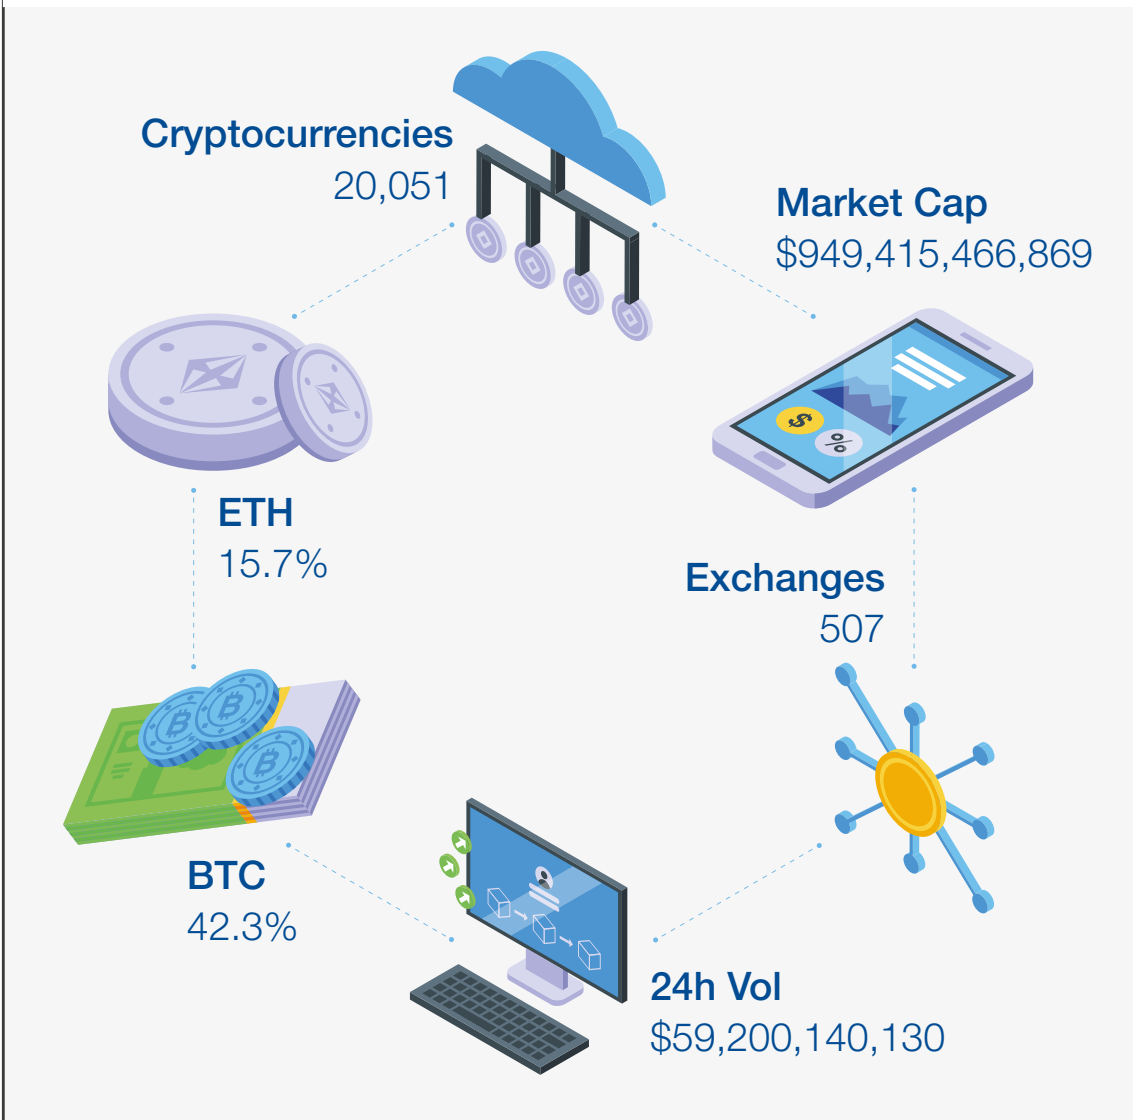 Cryptocurrencies
20,051
Market Cap
$949,415,466,869
$
%
ETH
15.7%
Exchanges
507
BTC
42.3%
24h Vol
$59,200,140,130